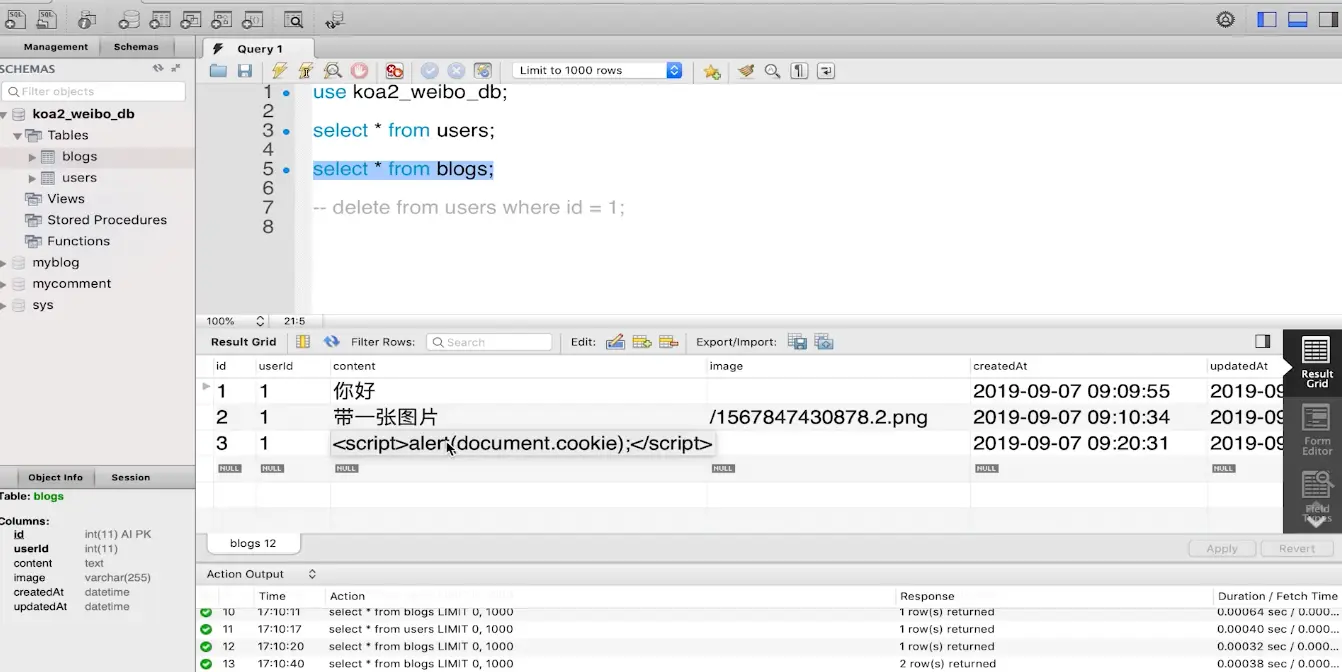 Management Schemas
Query 1
SCHEMAS
Filter objects
Limit to 1000 rows
koa2_weibo_db
Tables
blogs
users
Views
Stored Procedures
Functions
myblog
mycomment
sys
1 use koa2_weibo_db;
2
3 select * from users;
4
5 select * from blogs;
6
7 -- delete from users where id = 1;
8
100% 21:5
Result Grid Filter Rows: Search Edit: Export/Import:
id userId content image createdAt updatedAt
1 1 你好 2019-09-07 09:09:55 2019-09
2 1 带一张图片 /1567847430878.2.png 2019-09-07 09:10:34 2019-09
3 1 <script>alert(document.cookie);</script> 2019-09-07 09:20:31 2019-09
NULL NULL NULL NULL NULL NULL
Result
Grid
Form
Editor
Field
Types
Object Info Session
Table: blogs
Columns:
id int(11) AI PK
userId int(11)
content text
image varchar(255)
createdAt datetime
updatedAt datetime
blogs 12
Apply Revert
Action Output
Time Action Response Duration / Fetch Time
10 17:10:11 select * from blogs LIMIT 0, 1000 1 row(s) returned 0.00064 sec / 0.000...
11 17:10:17 select * from users LIMIT 0, 1000 1 row(s) returned 0.00040 sec / 0.000...
12 17:10:20 select * from blogs LIMIT 0, 1000 1 row(s) returned 0.00032 sec / 0.000...
13 17:10:40 select * from blogs LIMIT 0, 1000 2 row(s) returned 0.00038 sec / 0.000...